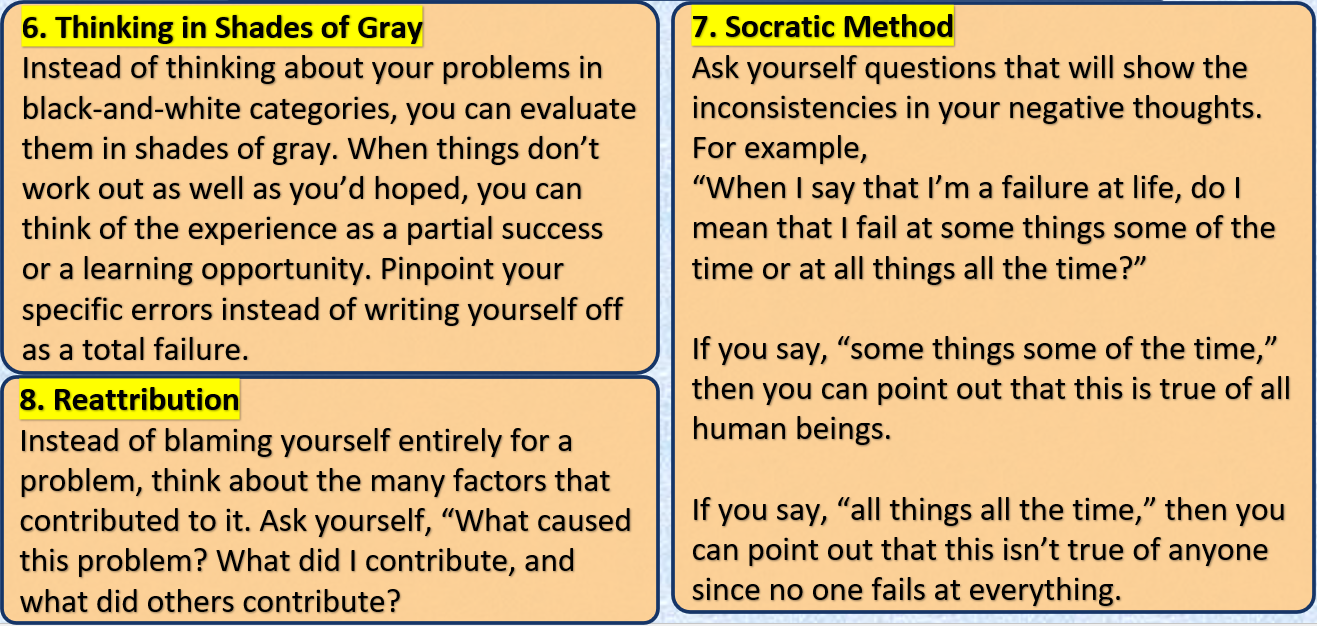 6. Thinking in Shades of Gray
Instead of thinking about your problems in
black-and-white categories, you can evaluate
them in shades of gray. When things don’t
work out as well as you’d hoped, you can
think of the experience as a partial success
or a learning opportunity. Pinpoint your
specific errors instead of writing yourself off
as a total failure.
7. Socratic Method
Ask yourself questions that will show the
inconsistencies in your negative thoughts.
For example,
“When I say that I’m a failure at life, do I
mean that I fail at some things some of the
time or at all things all the time?”
If you say, “some things some of the time,”
then you can point out that this is true of all
human beings.
If you say, “all things all the time,” then you
can point out that this isn’t true of anyone
since no one fails at everything.
8. Reattribution
Instead of blaming yourself entirely for a
problem, think about the many factors that
contributed to it. Ask yourself, “What caused
this problem? What did I contribute, and
what did others contribute?